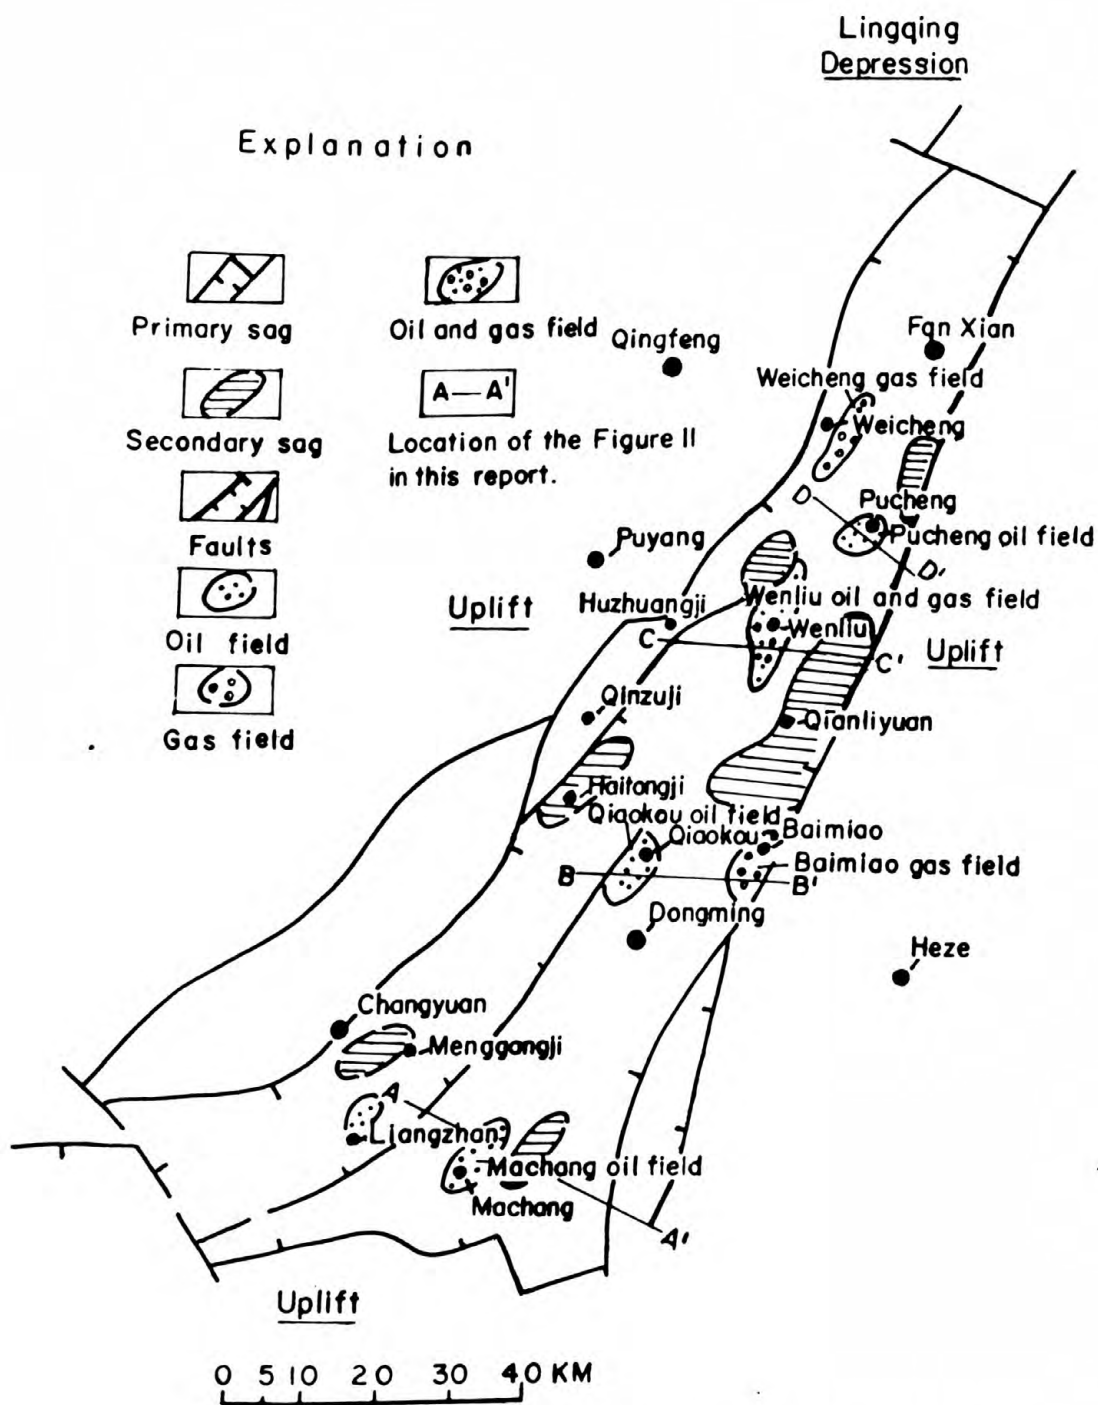 Lingqing
Depression
Explanation
Primary sag
Oil and gas field
Secondary sag
A—A'
Location of the Figure II
in this report.
Faults
Oil field
Gas field
Qingfeng
Fan Xian
Weicheng gas field
Weicheng
D
Pucheng
Pucheng oil field
D'
Puyang
Uplift
Huzhuangji
Wenliu oil and gas field
Wenliu
C
C'
Uplift
Qinzuji
Qianliyuan
Haitongji
Qiaokou oil field
Qiaokou
Baimiao
Baimiao gas field
B
B'
Dongming
Heze
Changyuan
Menggangji
A
Liangzhan
Machang oil field
Machang
A'
Uplift
0 5 10 20 30 40 KM